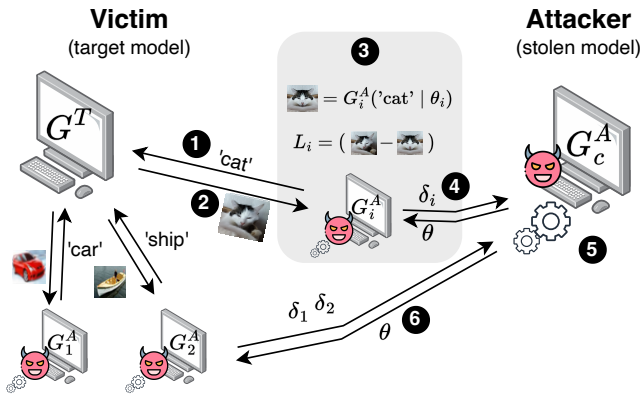 Victim
(target model)
Attacker
(stolen model)
3
= G_i^A('cat' | θ_i)
L_i = ( − )
G^T
G_c^A
1
'cat'
2
G_i^A
δ_i
4
θ
5
'car'
'ship'
δ_1 δ_2
θ
6
G_1^A
G_2^A